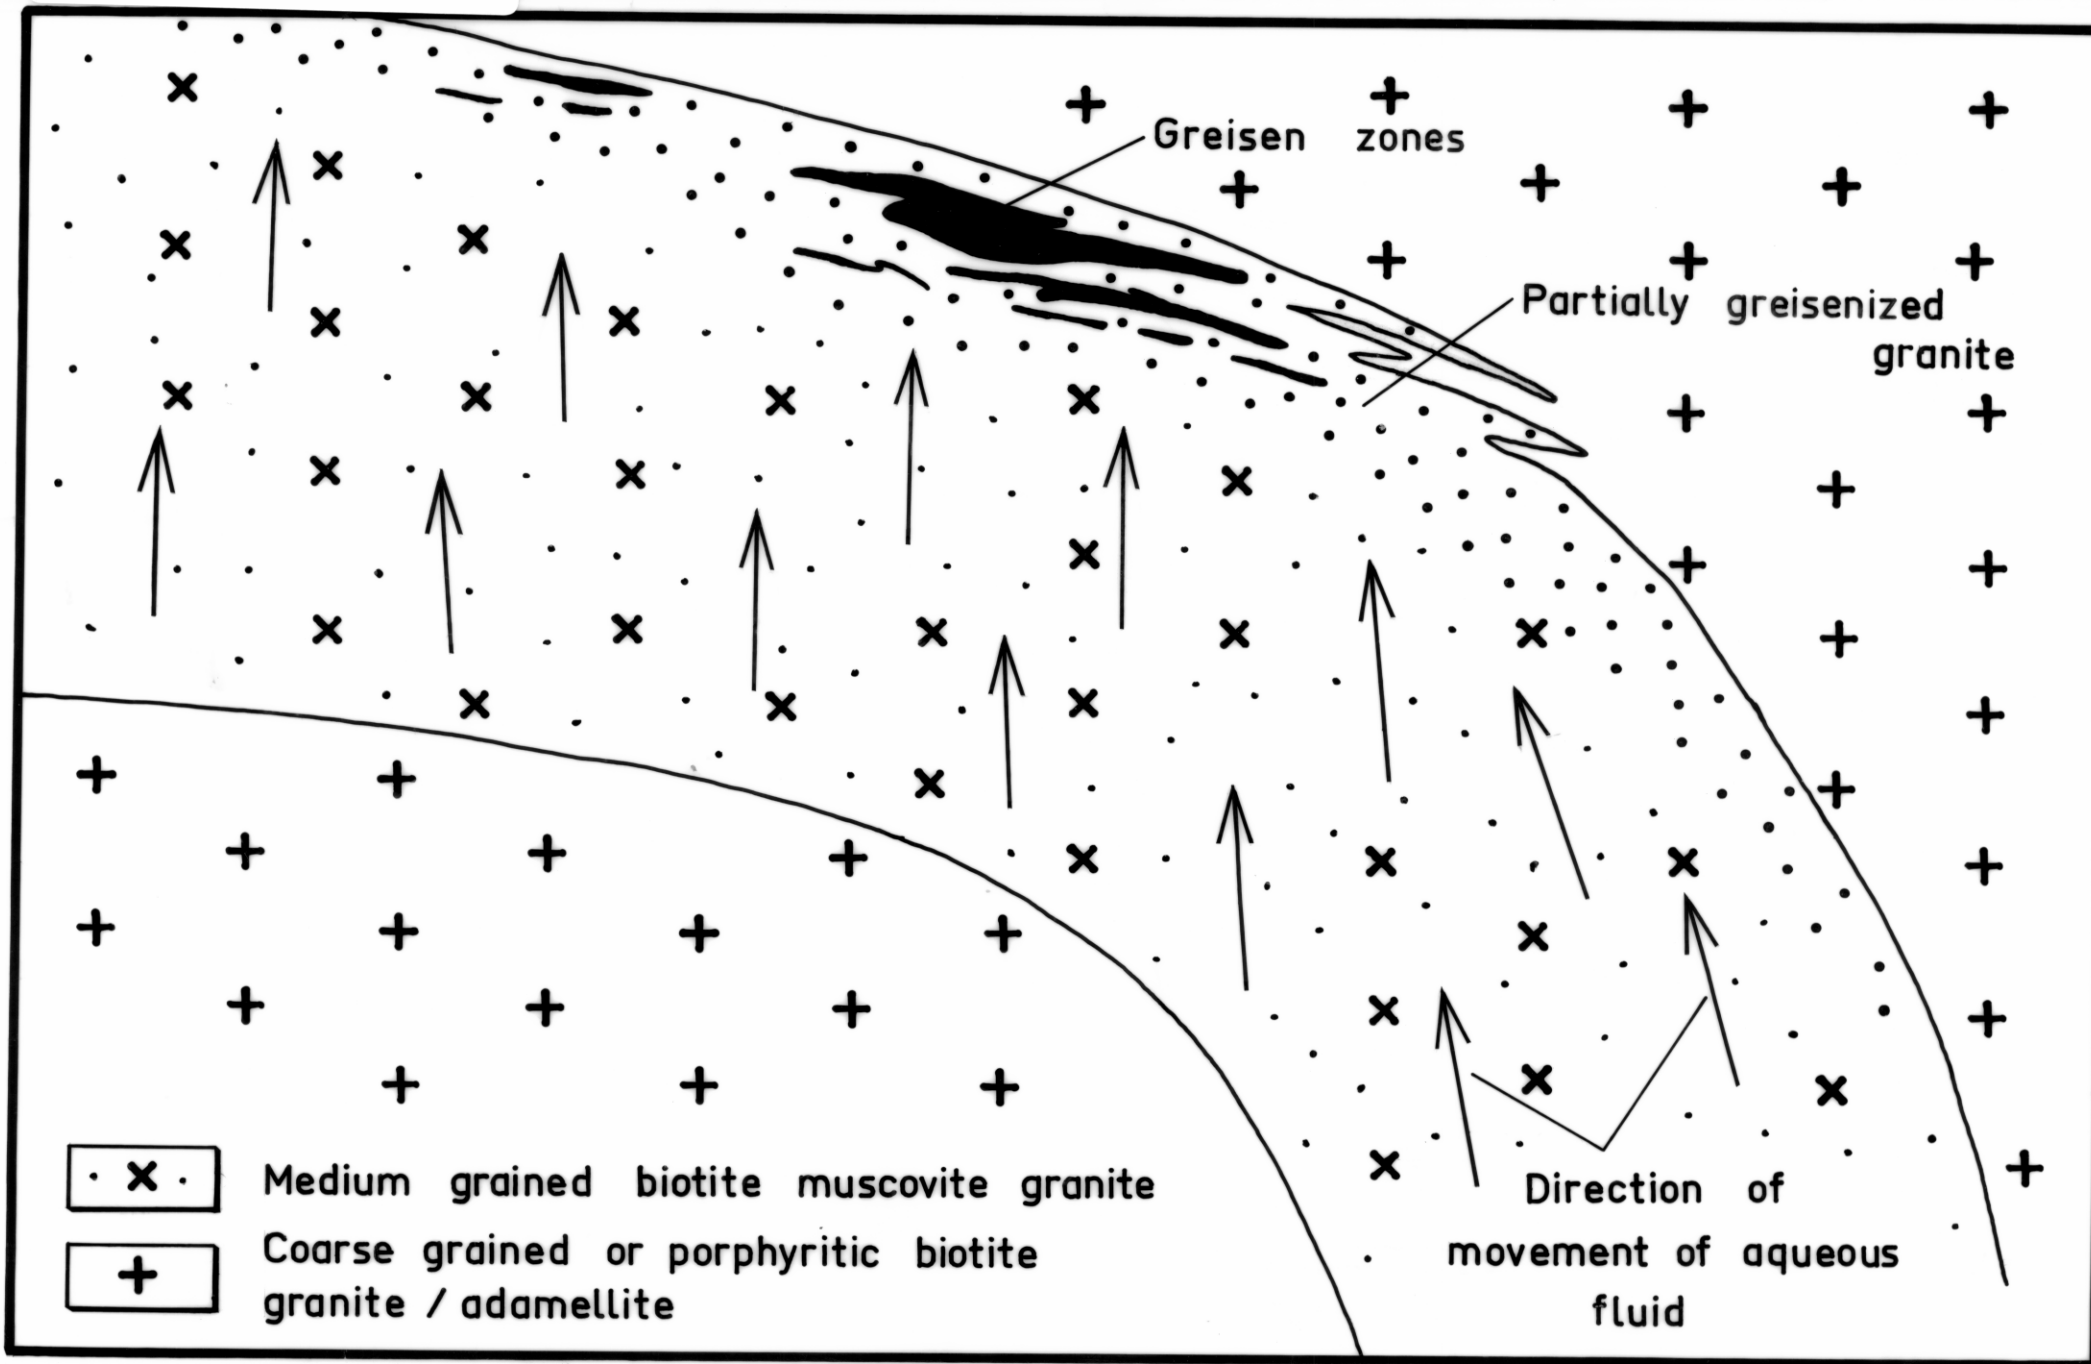 Greisen zones
Partially greisenized
granite
Medium grained biotite muscovite granite
Coarse grained or porphyritic biotite
granite / adamellite
Direction of
movement of aqueous
fluid